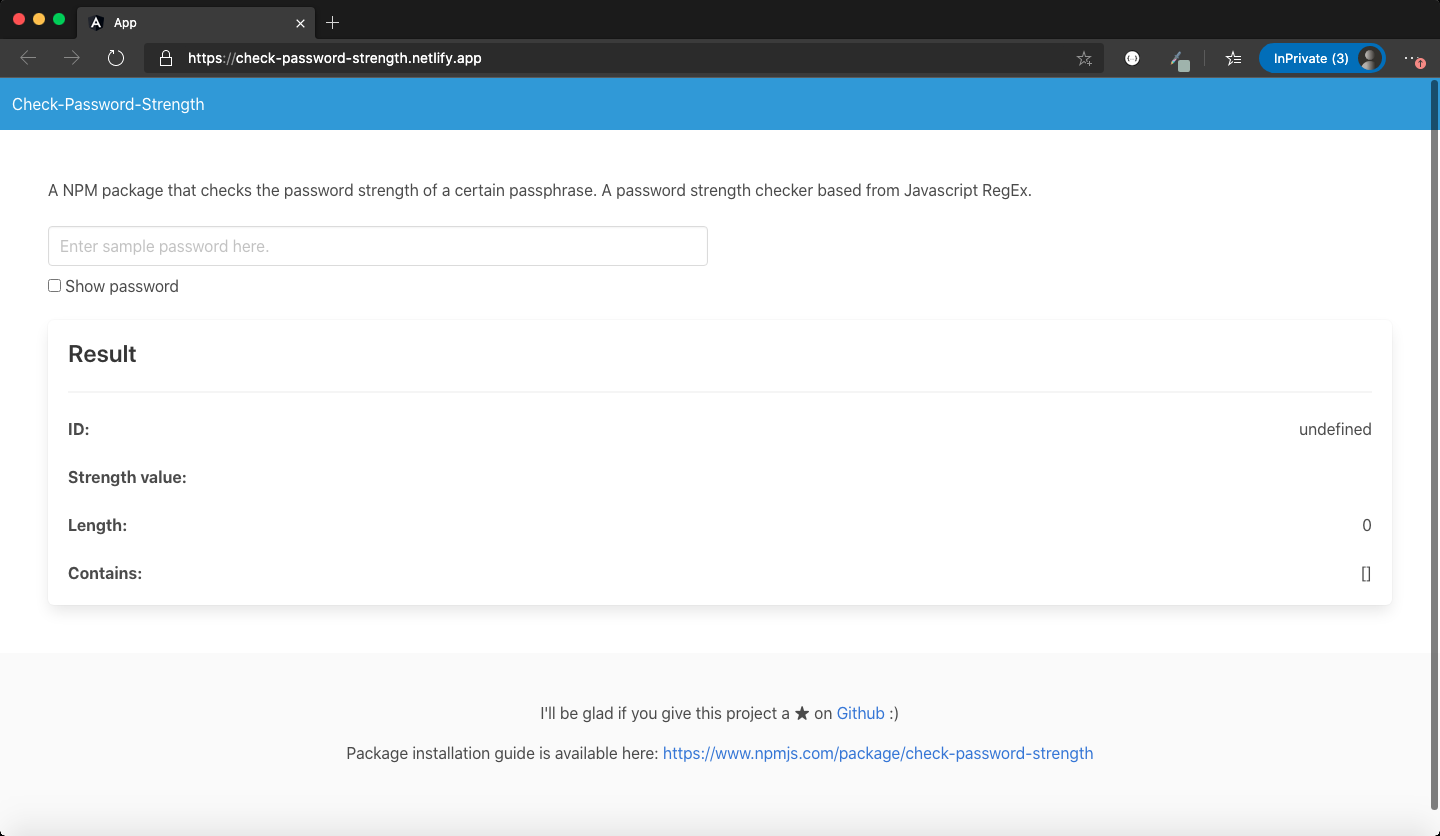 App
https://check-password-strength.netlify.app
InPrivate (3)
Check-Password-Strength
A NPM package that checks the password strength of a certain passphrase. A password strength checker based from Javascript RegEx.
Enter sample password here.
Show password
Result
ID: undefined
Strength value:
Length: 0
Contains: []
I'll be glad if you give this project a ★ on Github :)
Package installation guide is available here: https://www.npmjs.com/package/check-password-strength